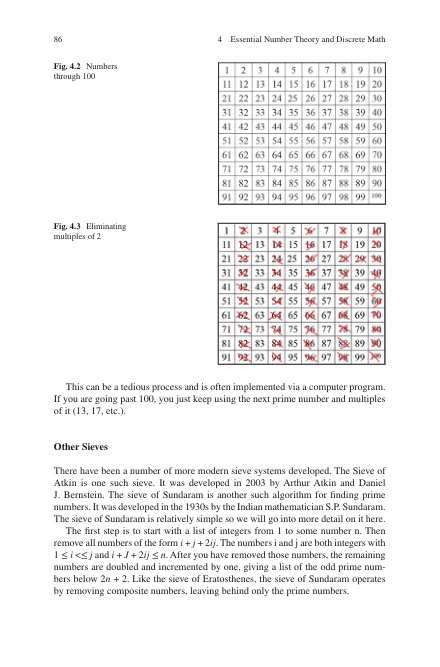 86 4 Essential Number Theory and Discrete Math
Fig. 4.2 Numbers
through 100
1 2 3 4 5 6 7 8 9 10
11 12 13 14 15 16 17 18 19 20
21 22 23 24 25 26 27 28 29 30
31 32 33 34 35 36 37 38 39 40
41 42 43 44 45 46 47 48 49 50
51 52 53 54 55 56 57 58 59 60
61 62 63 64 65 66 67 68 69 70
71 72 73 74 75 76 77 78 79 80
81 82 83 84 85 86 87 88 89 90
91 92 93 94 95 96 97 98 99 100
Fig. 4.3 Eliminating
multiples of 2
1 2 3 4 5 6 7 8 9 10
11 12 13 14 15 16 17 18 19 20
21 22 23 24 25 26 27 28 29 30
31 32 33 34 35 36 37 38 39 40
41 42 43 44 45 46 47 48 49 50
51 52 53 54 55 56 57 58 59 60
61 62 63 64 65 66 67 68 69 70
71 72 73 74 75 76 77 78 79 80
81 82 83 84 85 86 87 88 89 90
91 92 93 94 95 96 97 98 99 100
This can be a tedious process and is often implemented via a computer program.
If you are going past 100, you just keep using the next prime number and multiples
of it (13, 17, etc.).
Other Sieves
There have been a number of more modern sieve systems developed. The Sieve of
Atkin is one such sieve. It was developed in 2003 by Arthur Atkin and Daniel
J. Bernstein. The sieve of Sundaram is another such algorithm for finding prime
numbers. It was developed in the 1930s by the Indian mathematician S.P. Sundaram.
The sieve of Sundaram is relatively simple so we will go into more detail on it here.
The first step is to start with a list of integers from 1 to some number n. Then
remove all numbers of the form i + j + 2ij. The numbers i and j are both integers with
1 ≤ i <≤ j and i + J + 2ij ≤ n. After you have removed those numbers, the remaining
numbers are doubled and incremented by one, giving a list of the odd prime num-
bers below 2n + 2. Like the sieve of Eratosthenes, the sieve of Sundaram operates
by removing composite numbers, leaving behind only the prime numbers.